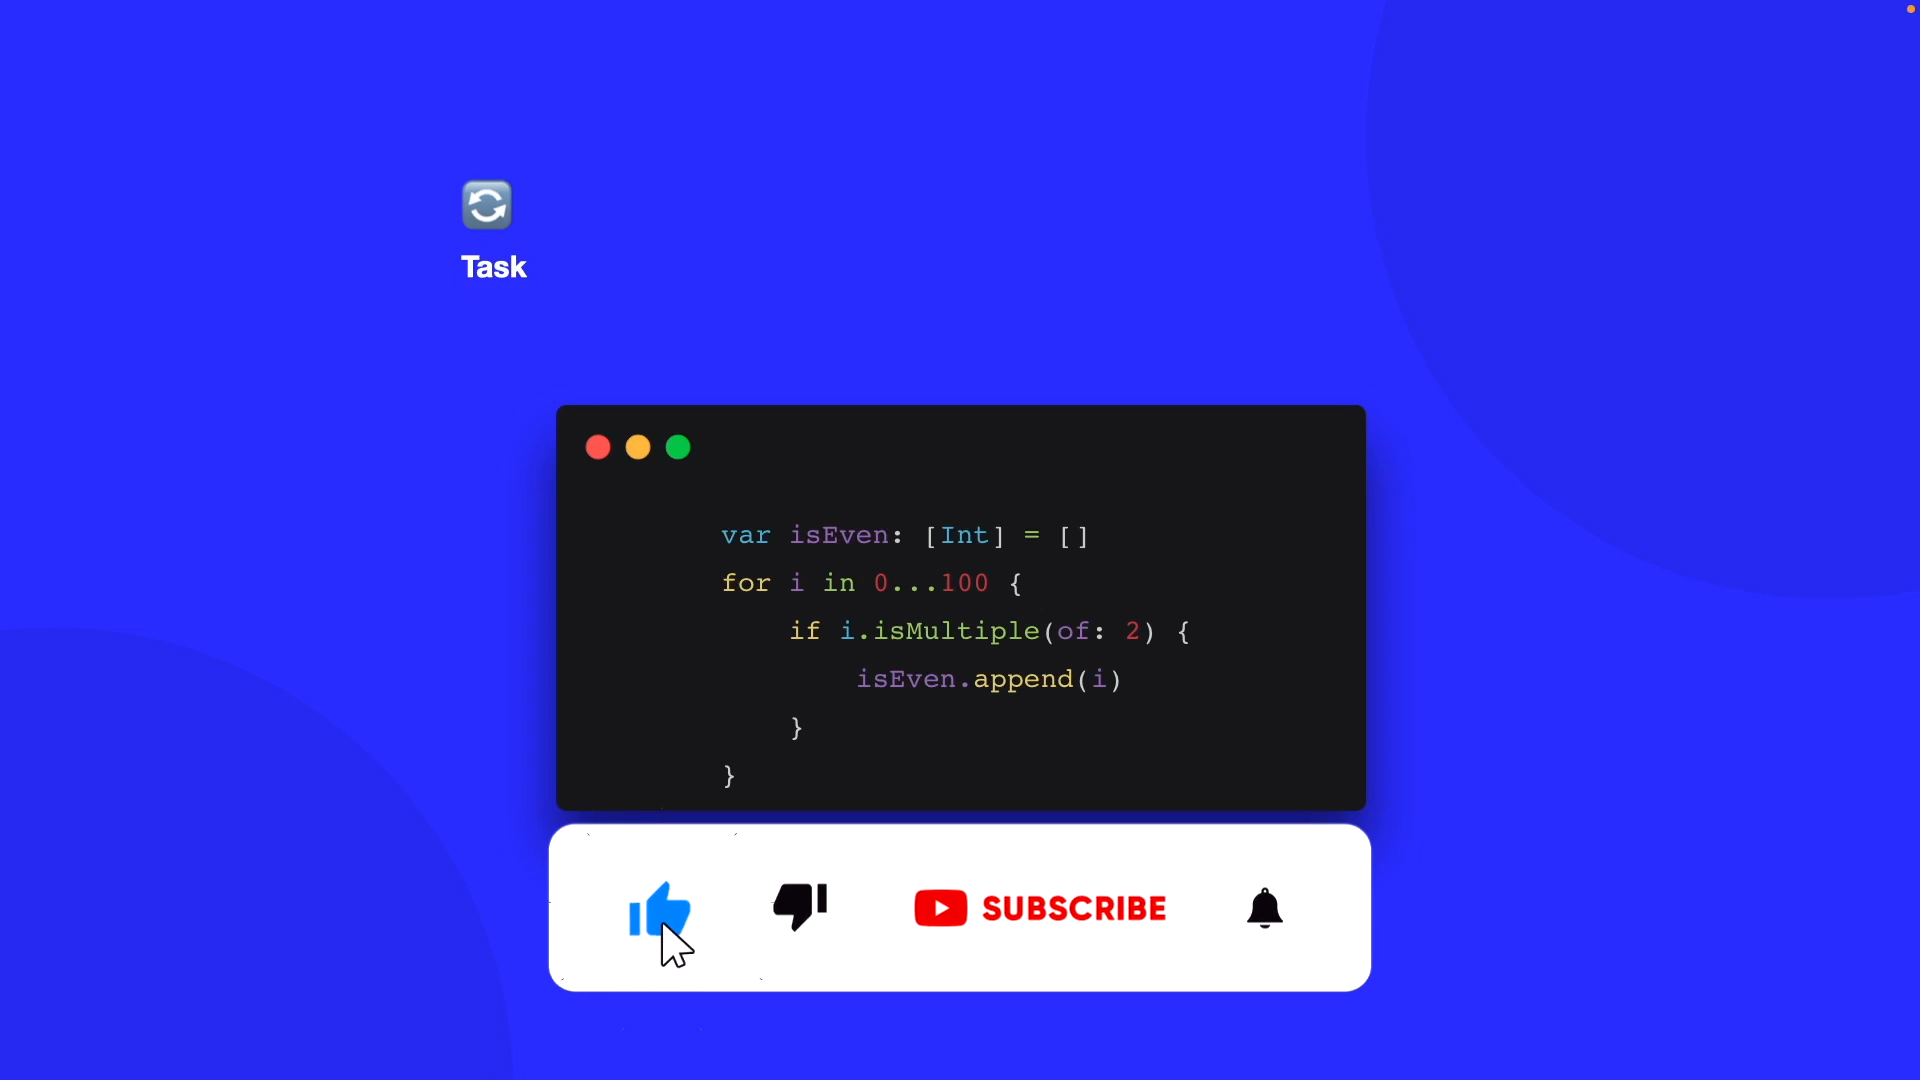 Task
var isEven: [Int] = []
for i in 0...100 {
    if i.isMultiple(of: 2) {
        isEven.append(i)
    }
}
SUBSCRIBE